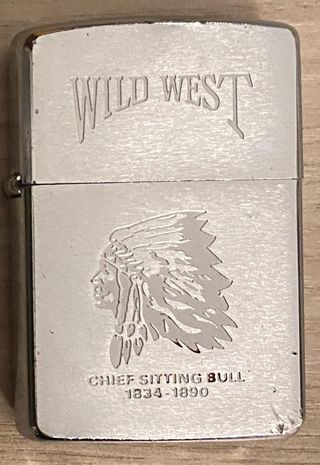 WILD WEST
CHIEF SITTING BULL
1834-1890